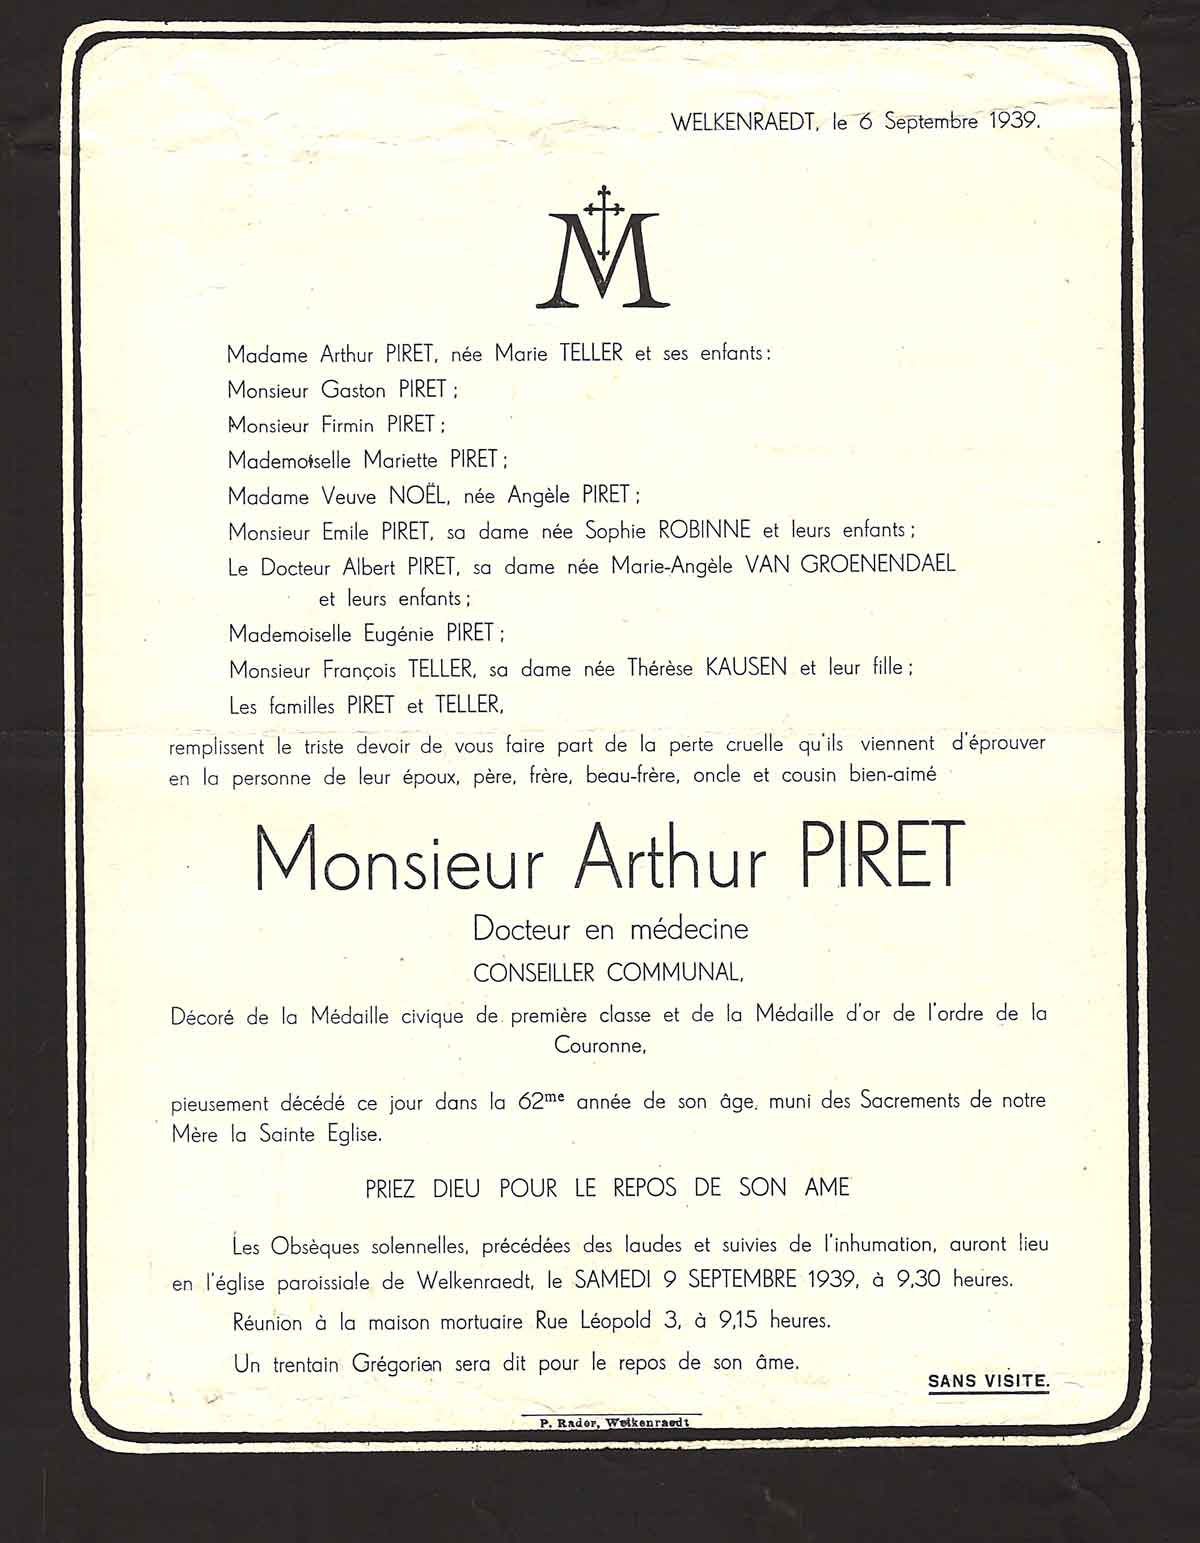 WELKENRAEDT, le 6 Septembre 1939.
M
Madame Arthur PIRET, née Marie TELLER et ses enfants:
Monsieur Gaston PIRET;
Monsieur Firmin PIRET;
Mademoiselle Mariette PIRET;
Madame Veuve NOËL, née Angèle PIRET;
Monsieur Emile PIRET, sa dame née Sophie ROBINNE et leurs enfants;
Le Docteur Albert PIRET, sa dame née Marie-Angèle VAN GROENENDAEL
et leurs enfants;
Mademoiselle Eugénie PIRET;
Monsieur François TELLER, sa dame née Thérèse KAUSEN et leur fille;
Les familles PIRET et TELLER,
remplissent le triste devoir de vous faire part de la perte cruelle qu'ils viennent d'éprouver
en la personne de leur époux, père, frère, beau-frère, oncle et cousin bien-aimé
Monsieur Arthur PIRET
Docteur en médecine
CONSEILLER COMMUNAL,
Décoré de la Médaille civique de première classe et de la Médaille d'or de l'ordre de la
Couronne,
pieusement décédé ce jour dans la 62me année de son âge, muni des Sacrements de notre
Mère la Sainte Eglise.
PRIEZ DIEU POUR LE REPOS DE SON AME
Les Obsèques solennelles, précédées des laudes et suivies de l'inhumation, auront lieu
en l'église paroissiale de Welkenraedt, le SAMEDI 9 SEPTEMBRE 1939, à 9,30 heures.
Réunion à la maison mortuaire Rue Léopold 3, à 9,15 heures.
Un trentain Grégorien sera dit pour le repos de son âme.
SANS VISITE.
P. Rader, Welkenraedt